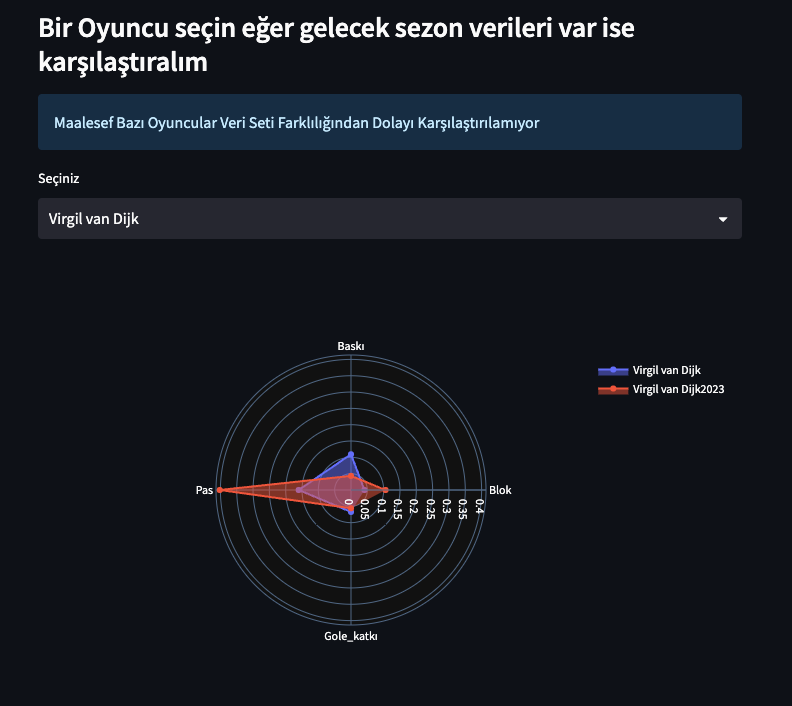 Bir Oyuncu seçin eğer gelecek sezon verileri var ise
karşılaştıralım
Maalesef Bazı Oyuncular Veri Seti Farklılığından Dolayı Karşılaştırılamıyor
Seçiniz
Virgil van Dijk
Baskı
Virgil van Dijk
Virgil van Dijk2023
Pas
Blok
0
0.05
0.1
0.15
0.2
0.25
0.3
0.35
0.4
Gole_katkı